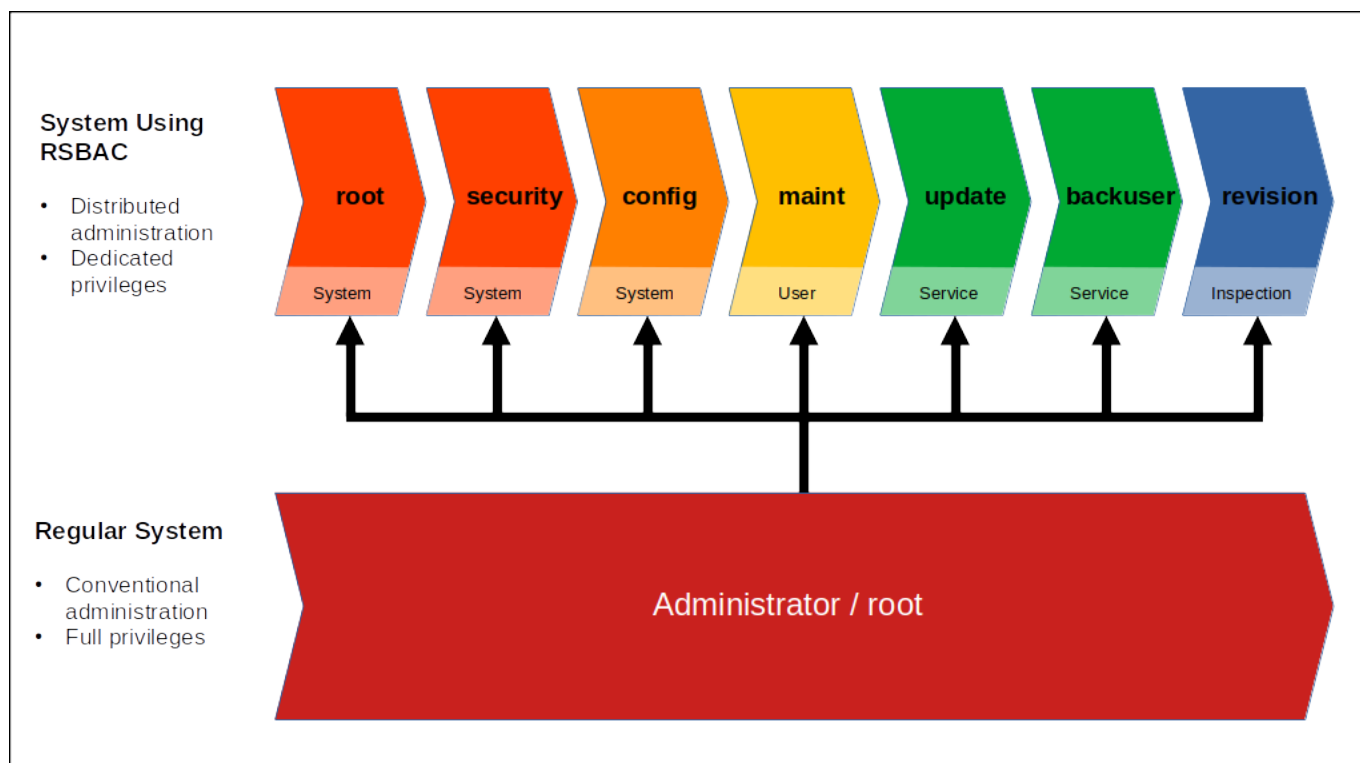 System Using
RSBAC
• Distributed
administration
• Dedicated
privileges
root
security
config
maint
update
backuser
revision
System
System
System
User
Service
Service
Inspection
Regular System
• Conventional
administration
• Full privileges
Administrator / root